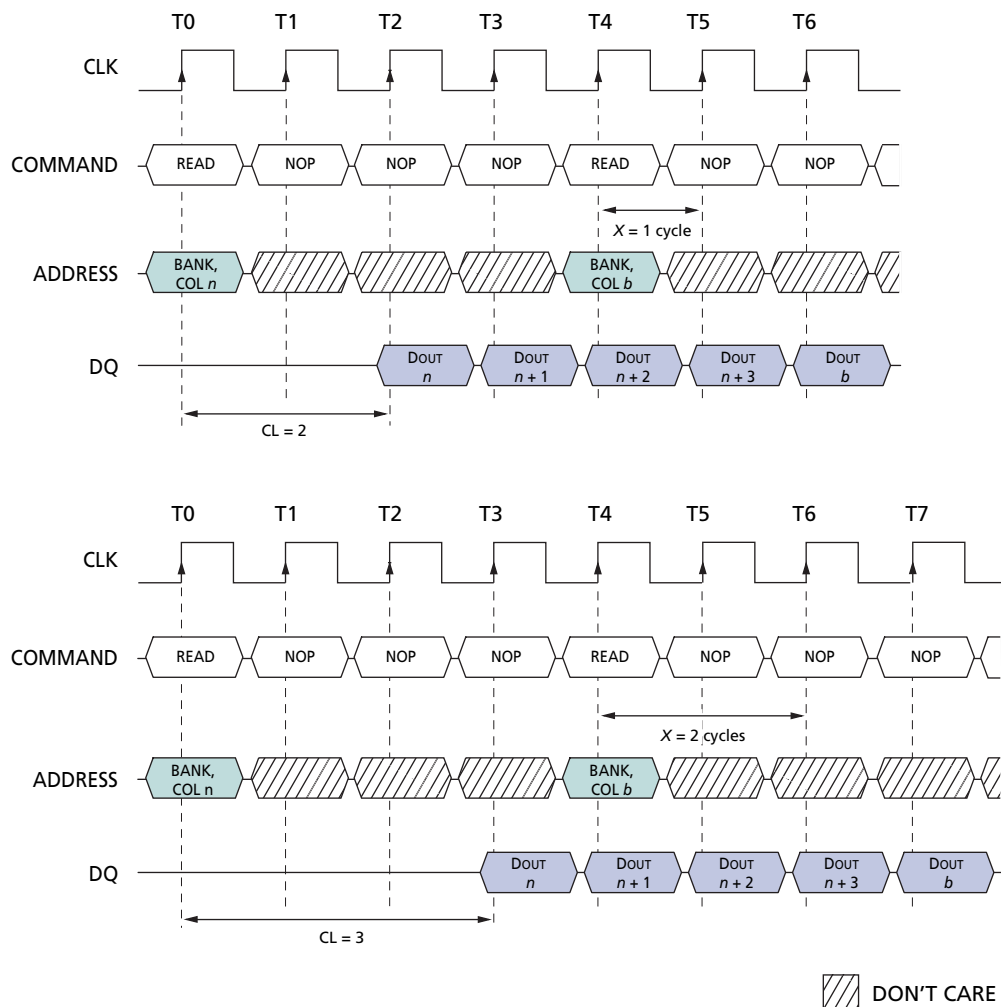 T0 T1 T2 T3 T4 T5 T6
CLK
COMMAND READ NOP NOP NOP READ NOP NOP
X = 1 cycle
ADDRESS BANK, COL n BANK, COL b
DQ DOUT n DOUT n + 1 DOUT n + 2 DOUT n + 3 DOUT b
CL = 2
T0 T1 T2 T3 T4 T5 T6 T7
CLK
COMMAND READ NOP NOP NOP READ NOP NOP NOP
X = 2 cycles
ADDRESS BANK, COL n BANK, COL b
DQ DOUT n DOUT n + 1 DOUT n + 2 DOUT n + 3 DOUT b
CL = 3
DON'T CARE